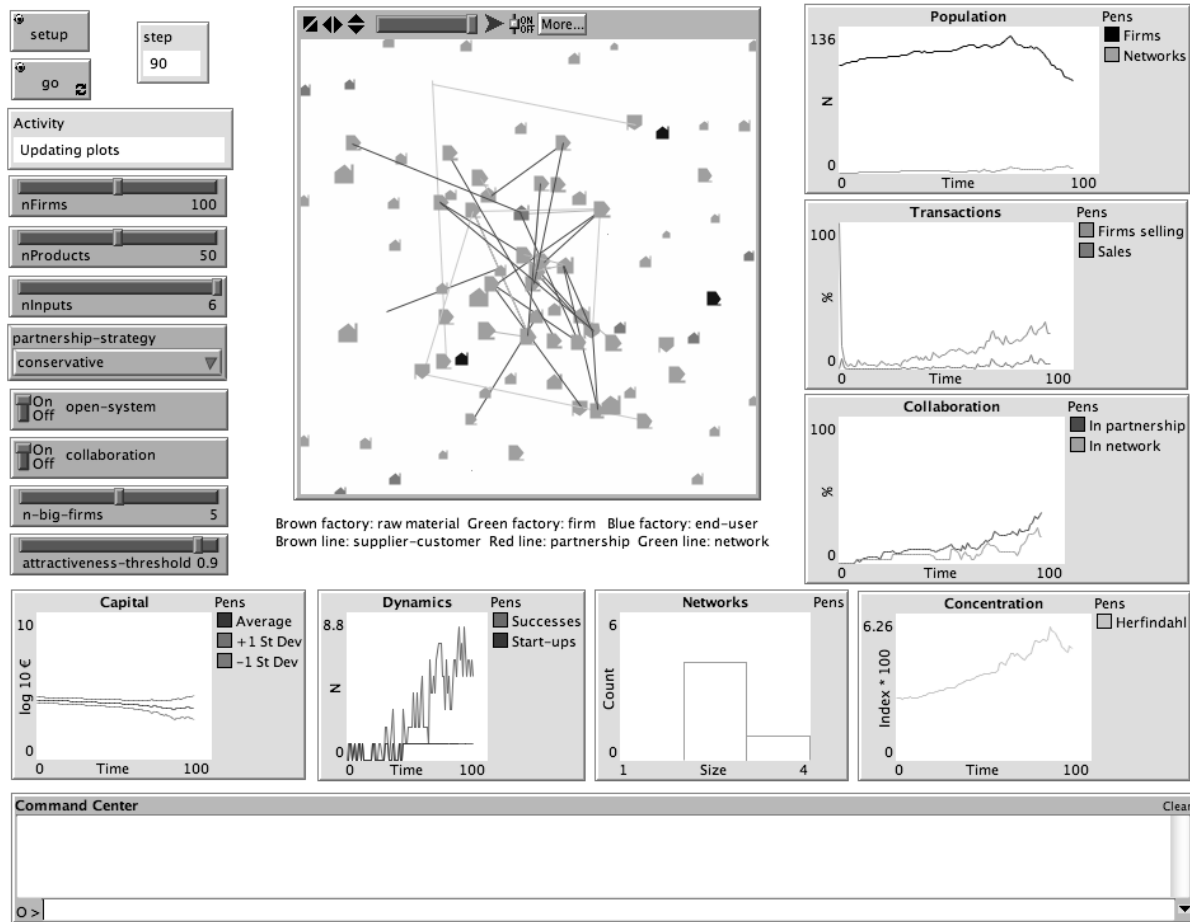 setup
step
90
go
Activity
Updating plots
nFirms 100
nProducts 50
nInputs 6
partnership-strategy
conservative
On
Off
open-system
On
Off
collaboration
n-big-firms 5
attractiveness-threshold 0.9
ON
OFF
More...
Brown factory: raw material Green factory: firm Blue factory: end-user
Brown line: supplier-customer Red line: partnership Green line: network
Population
Pens
136
N
0
0 Time 100
Firms
Networks
Transactions
Pens
100
%
0
0 Time 100
Firms selling
Sales
Collaboration
Pens
100
%
0
0 Time 100
In partnership
In network
Capital
Pens
10
log 10 €
0
0 Time 100
Average
+1 St Dev
-1 St Dev
Dynamics
Pens
8.8
N
0
0 Time 100
Successes
Start-ups
Networks
Pens
6
Count
0
1 Size 4
Concentration
Pens
6.26
Index * 100
0
0 Time 100
Herfindahl
Command Center
Clear
O >